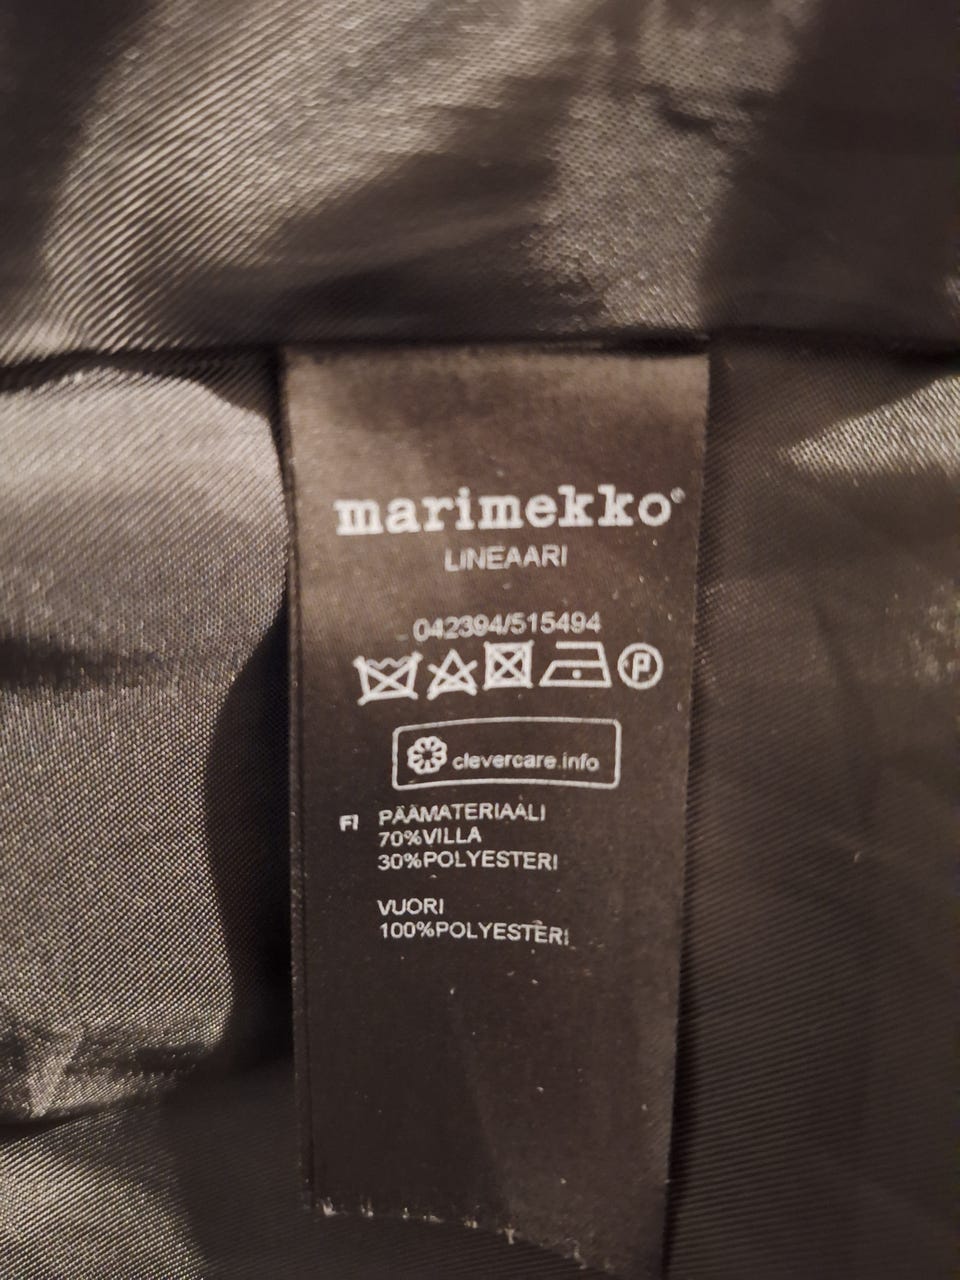 marimekko®
LINEAARI
042394/515494
P
clevercare.info
FI PÄÄMATERIAALI
70%VILLA
30%POLYESTERI
VUORI
100%POLYESTERI